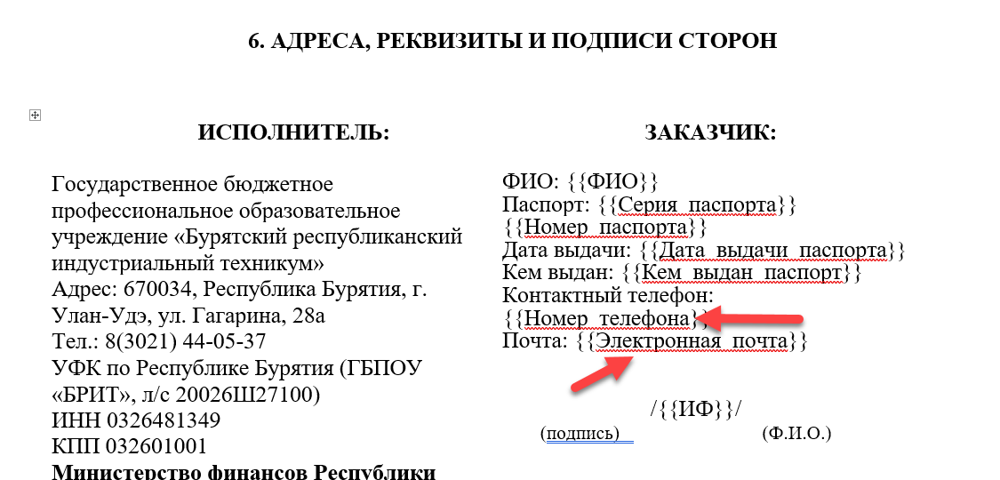 6. АДРЕСА, РЕКВИЗИТЫ И ПОДПИСИ СТОРОН
ИСПОЛНИТЕЛЬ:
Государственное бюджетное
профессиональное образовательное
учреждение «Бурятский республиканский
индустриальный техникум»
Адрес: 670034, Республика Бурятия, г.
Улан-Удэ, ул. Гагарина, 28а
Тел.: 8(3021) 44-05-37
УФК по Республике Бурятия (ГБПОУ
«БРИТ», л/с 20026Ш27100)
ИНН 0326481349
КПП 032601001
Министерство финансов Республики
ЗАКАЗЧИК:
ФИО: {{ФИО}}
Паспорт: {{Серия_паспорта}}
{{Номер_паспорта}}
Дата выдачи: {{Дата_выдачи_паспорта}}
Кем выдан: {{Кем_выдан_паспорт}}
Контактный телефон:
{{Номер_телефона}}
Почта: {{Электронная_почта}}
/{{ИФ}}/
(подпись) (Ф.И.О.)